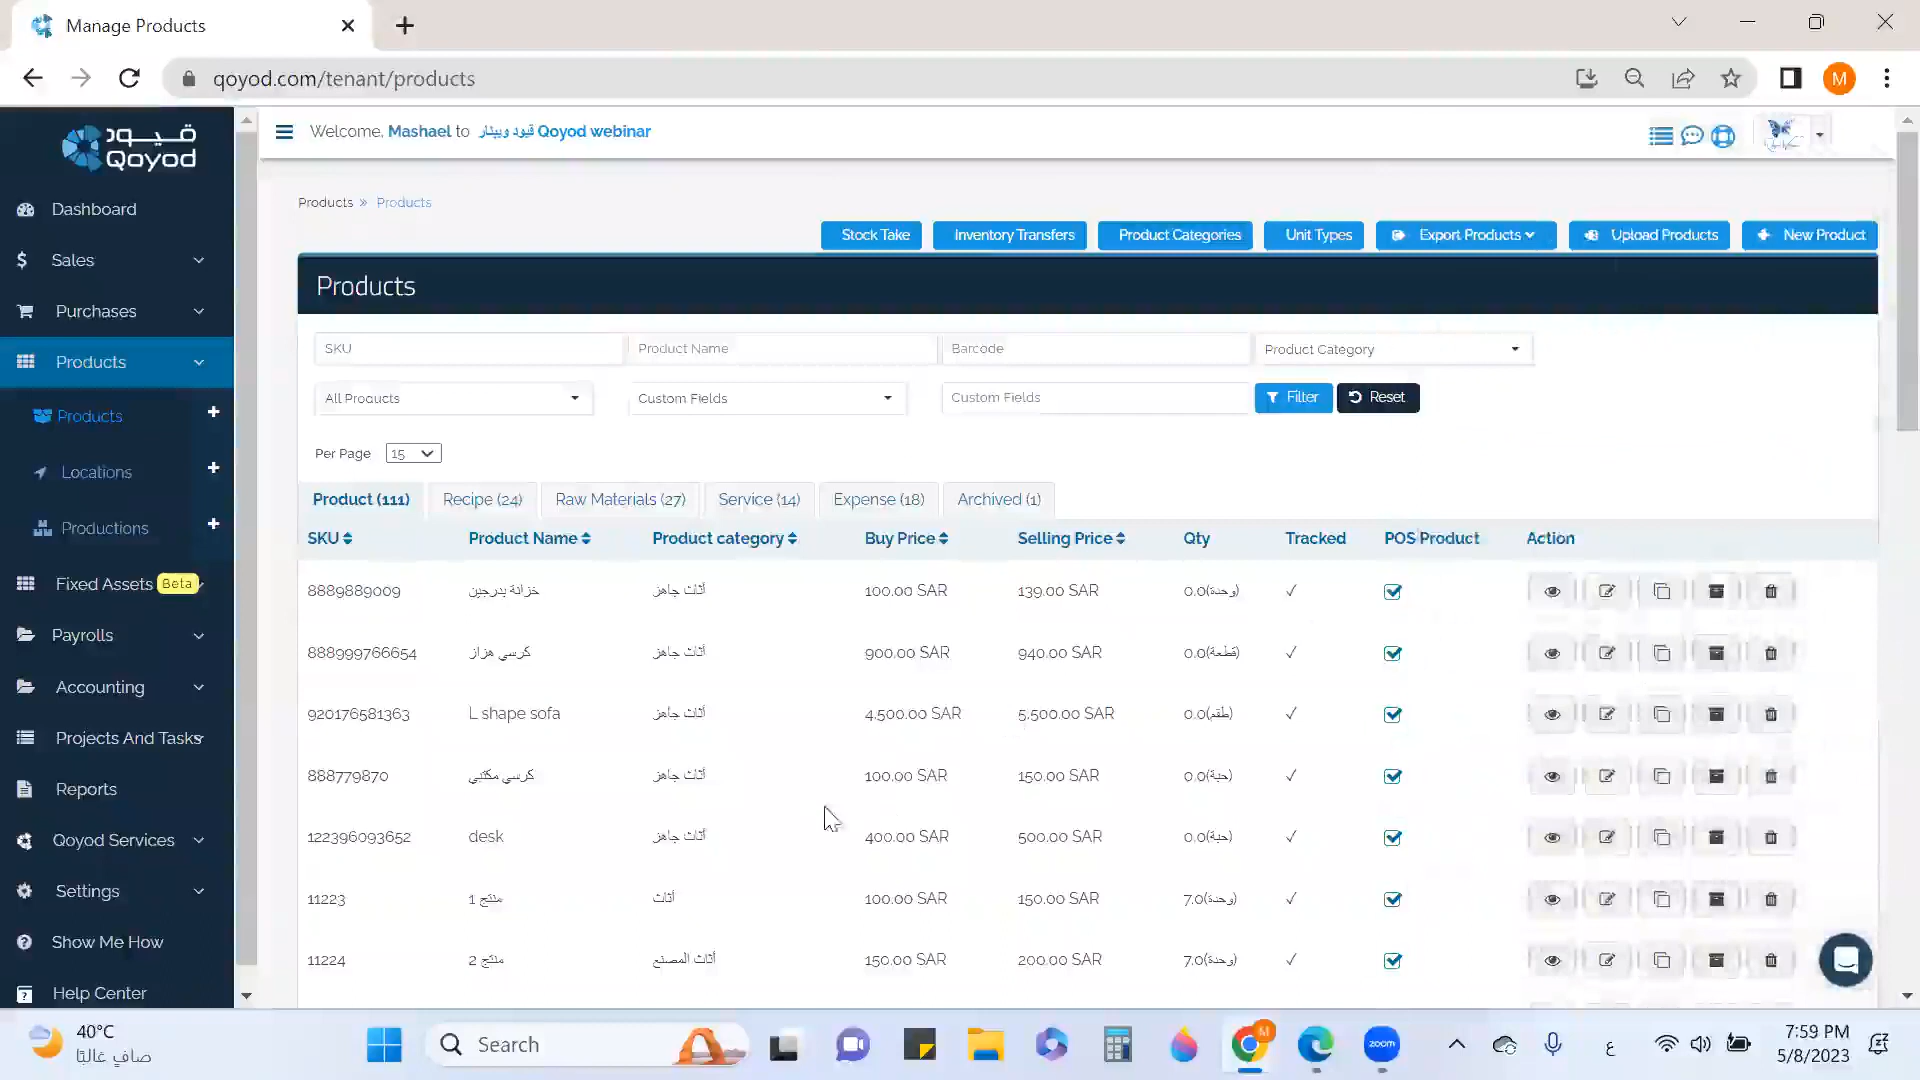 Manage Products
qoyod.com/tenant/products
M
قيود
Qoyod
Welcome, Mashael to قيود وبينار Qoyod webinar
Dashboard
Sales
Purchases
Products
Products
Locations
Productions
Fixed Assets Beta
Payrolls
Accounting
Projects And Tasks
Reports
Qoyod Services
Settings
Show Me How
Help Center
Products » Products
Stock Take Inventory Transfers Product Categories Unit Types Export Products Upload Products New Product
Products
SKU Product Name Barcode Product Category
All Products Custom Fields Custom Fields Filter Reset
Per Page 15
Product (111) Recipe (24) Raw Materials (27) Service (14) Expense (18) Archived (1)
SKU Product Name Product category Buy Price Selling Price Qty Tracked POS Product Action
8889889009 خزانة بدرجين أثاث جاهز 100.00 SAR 139.00 SAR 0.0(وحدة) ✓
888999766654 كرسي هزاز أثاث جاهز 900.00 SAR 940.00 SAR 0.0(قطعة) ✓
920176581363 L shape sofa أثاث جاهز 4,500.00 SAR 5,500.00 SAR 0.0(طقم) ✓
888779870 كرسي مكتبي أثاث جاهز 100.00 SAR 150.00 SAR 0.0(حبة) ✓
122396093652 desk أثاث جاهز 400.00 SAR 500.00 SAR 0.0(حبة) ✓
11223 منتج 1 أثاث 100.00 SAR 150.00 SAR 7.0(وحدة) ✓
11224 منتج 2 أثاث المصنع 150.00 SAR 200.00 SAR 7.0(وحدة) ✓
40°C
صافٍ غالبًا
Search
M
zoom
ع
7:59 PM
5/8/2023